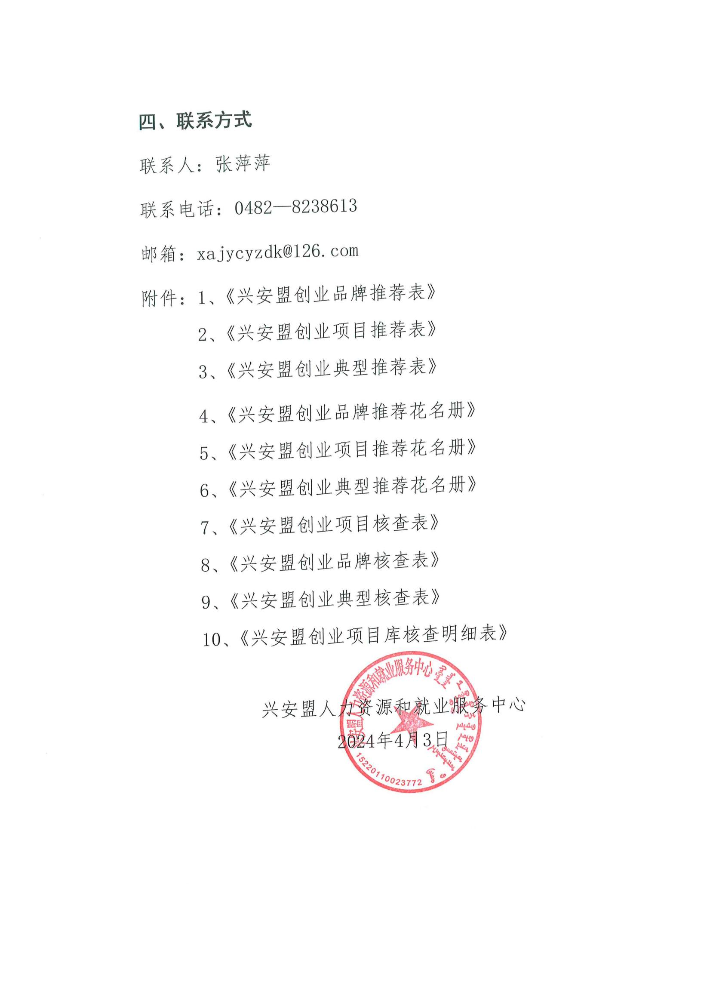 四、联系方式
联系人：张萍萍
联系电话：0482—8238613
邮箱：xajycyzdk@126.com
附件：1、《兴安盟创业品牌推荐表》
2、《兴安盟创业项目推荐表》
3、《兴安盟创业典型推荐表》
4、《兴安盟创业品牌推荐花名册》
5、《兴安盟创业项目推荐花名册》
6、《兴安盟创业典型推荐花名册》
7、《兴安盟创业项目核查表》
8、《兴安盟创业品牌核查表》
9、《兴安盟创业典型核查表》
10、《兴安盟创业项目库核查明细表》
兴安盟人力资源和就业服务中心
兴安盟人力资源和就业服务中心
2024年4月3日
15220110023772